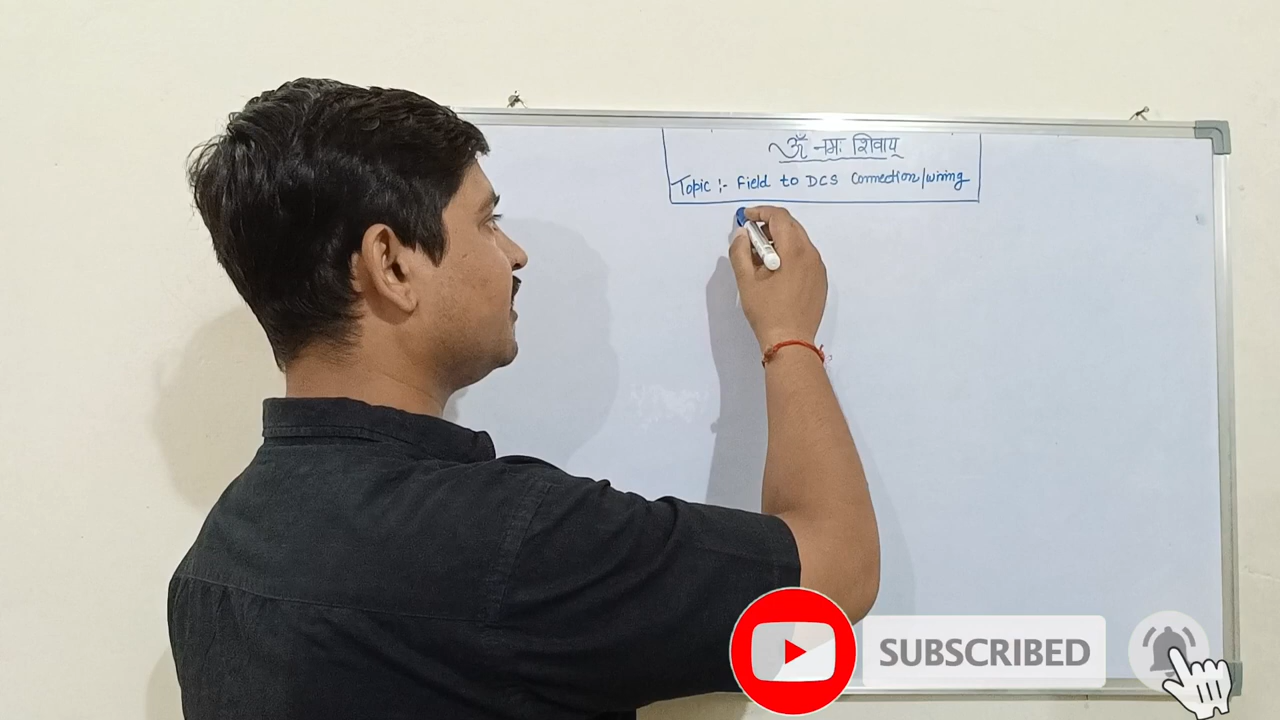 ॐ नमः शिवाय्
Topic :- Field to DCS Connection/wiring
SUBSCRIBED